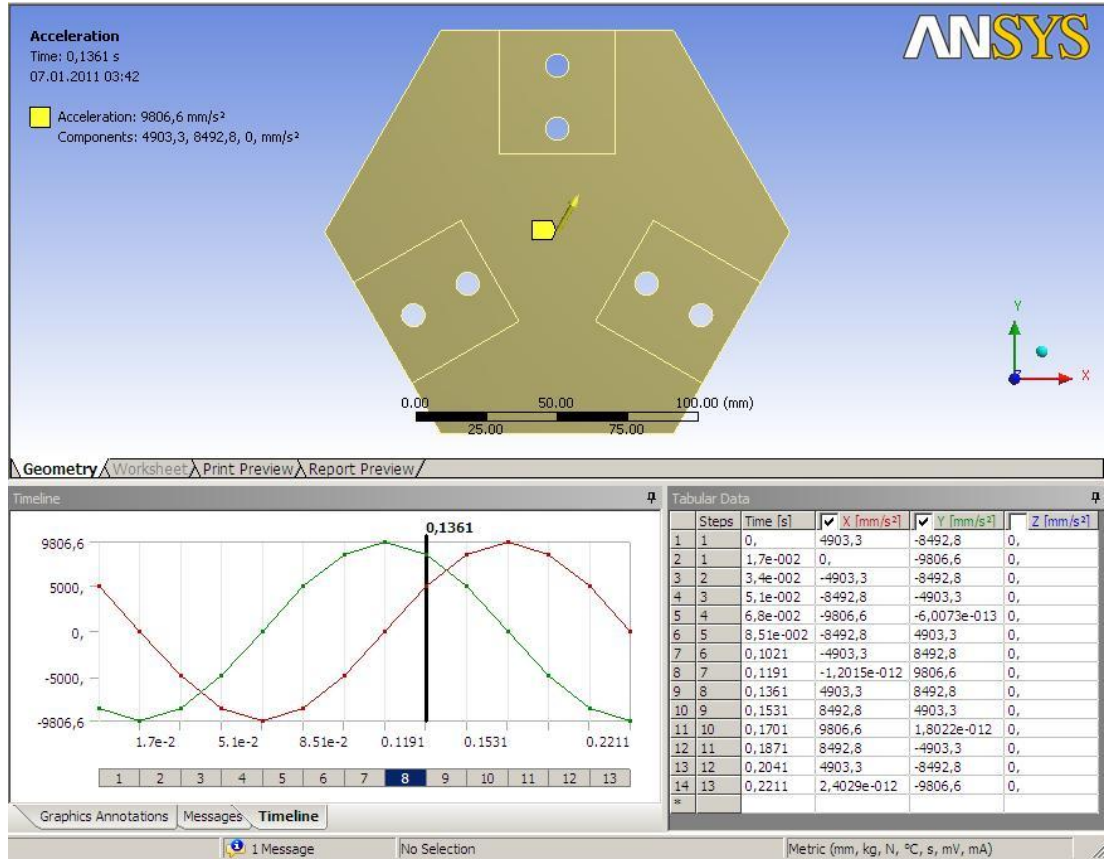 Acceleration
Time: 0,1361 s
07.01.2011 03:42
Acceleration: 9806,6 mm/s²
Components: 4903,3, 8492,8, 0, mm/s²
ANSYS
Y
X
Z
0.00 50.00 100.00 (mm)
25.00 75.00
Geometry Worksheet Print Preview Report Preview
Timeline
0,1361
9806,6
5000,
0,
-5000,
-9806,6
1.7e-2 5.1e-2 8.51e-2 0.1191 0.1531 0.2211
1 2 3 4 5 6 7 8 9 10 11 12 13
Graphics Annotations Messages Timeline
Tabular Data
Steps Time [s] X [mm/s²] Y [mm/s²] Z [mm/s²]
1 1 0, 4903,3 -8492,8 0,
2 1 1,7e-002 0, -9806,6 0,
3 2 3,4e-002 -4903,3 -8492,8 0,
4 3 5,1e-002 -8492,8 -4903,3 0,
5 4 6,8e-002 -9806,6 -6,0073e-013 0,
6 5 8,51e-002 -8492,8 4903,3 0,
7 6 0,1021 -4903,3 8492,8 0,
8 7 0,1191 -1,2015e-012 9806,6 0,
9 8 0,1361 4903,3 8492,8 0,
10 9 0,1531 8492,8 4903,3 0,
11 10 0,1701 9806,6 1,8022e-012 0,
12 11 0,1871 8492,8 -4903,3 0,
13 12 0,2041 4903,3 -8492,8 0,
14 13 0,2211 2,4029e-012 -9806,6 0,
*
1 Message No Selection Metric (mm, kg, N, °C, s, mV, mA)